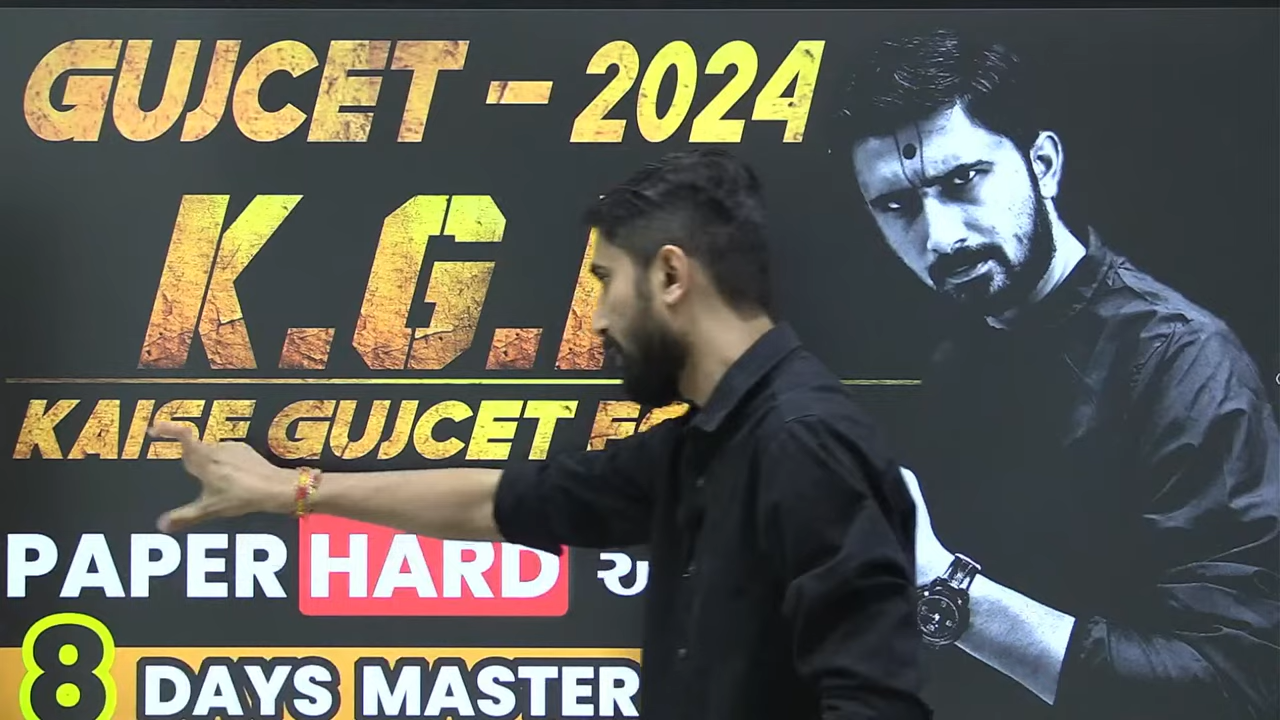 GUJCET - 2024
K.G.
KAISE GUJCET
PAPER HARD
8 DAYS MASTER